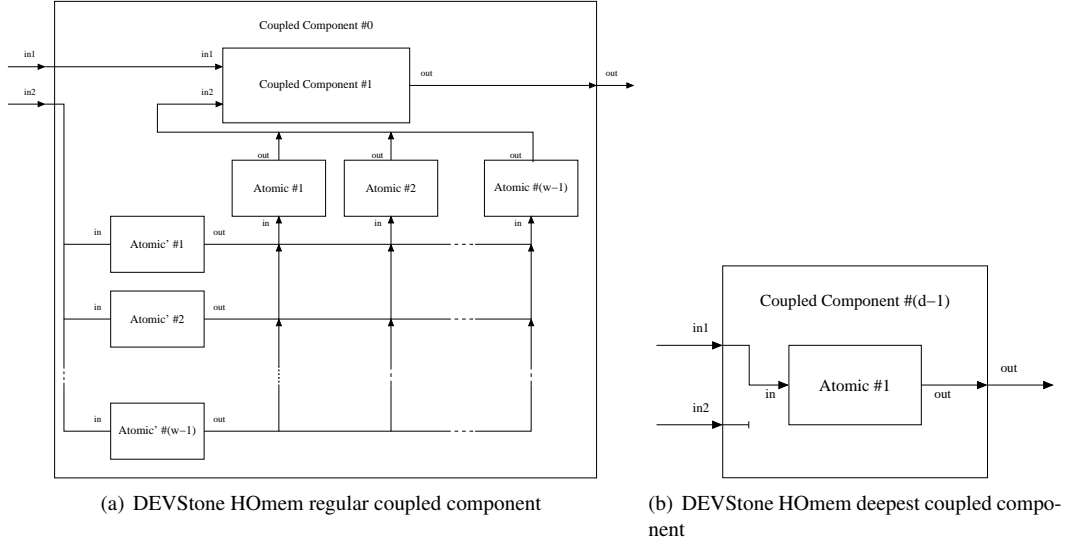 Coupled Component #0
in1
in1
in2
in2
Coupled Component #1
out
out
out
out
out
Atomic #1
Atomic #2
Atomic #(w−1)
in
in
in
in
Atomic’ #1
out
in
Atomic’ #2
out
in
Atomic’ #(w−1)
out
(a) DEVStone HOmem regular coupled component
Coupled Component #(d−1)
in1
in2
in
Atomic #1
out
out
(b) DEVStone HOmem deepest coupled compo-
nent